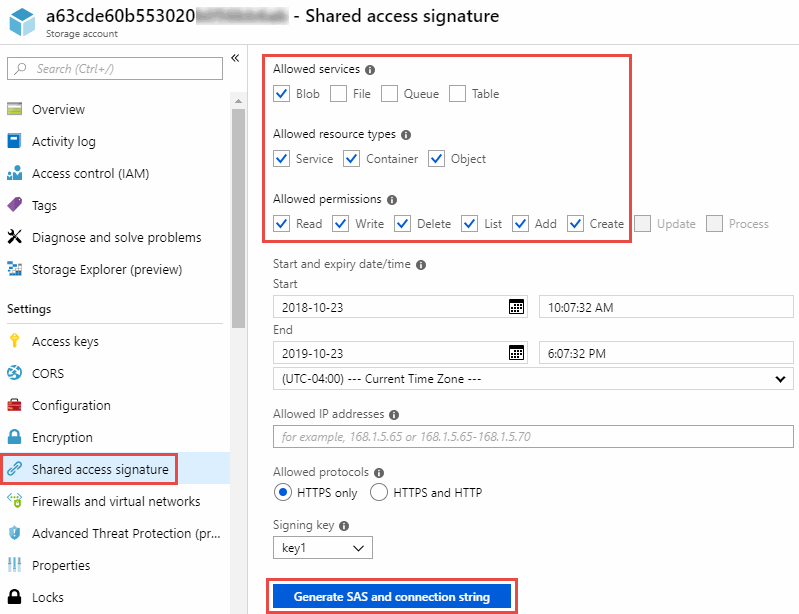 a63cde60b553020 - Shared access signature
Storage account
Search (Ctrl+/)
«
Overview
Activity log
Access control (IAM)
Tags
Diagnose and solve problems
Storage Explorer (preview)
Settings
Access keys
CORS
Configuration
Encryption
Shared access signature
Firewalls and virtual networks
Advanced Threat Protection (pr...
Properties
Locks
Allowed services
Blob File Queue Table
Allowed resource types
Service Container Object
Allowed permissions
Read Write Delete List Add Create Update Process
Start and expiry date/time
Start
2018-10-23 10:07:32 AM
End
2019-10-23 6:07:32 PM
(UTC-04:00) --- Current Time Zone ---
Allowed IP addresses
for example, 168.1.5.65 or 168.1.5.65-168.1.5.70
Allowed protocols
HTTPS only HTTPS and HTTP
Signing key
key1
Generate SAS and connection string